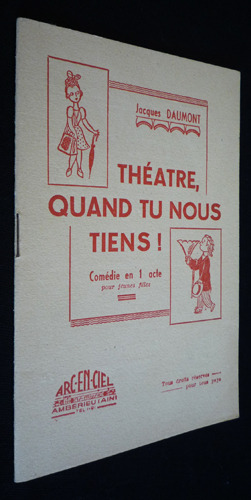 Jacques DAUMONT
THÉATRE,
QUAND TU NOUS
TIENS !
Comédie en 1 acte
pour jeunes filles
ARC-EN-CIEL
AMBERIEU (AIN)
Tous droits réservés
pour tous pays